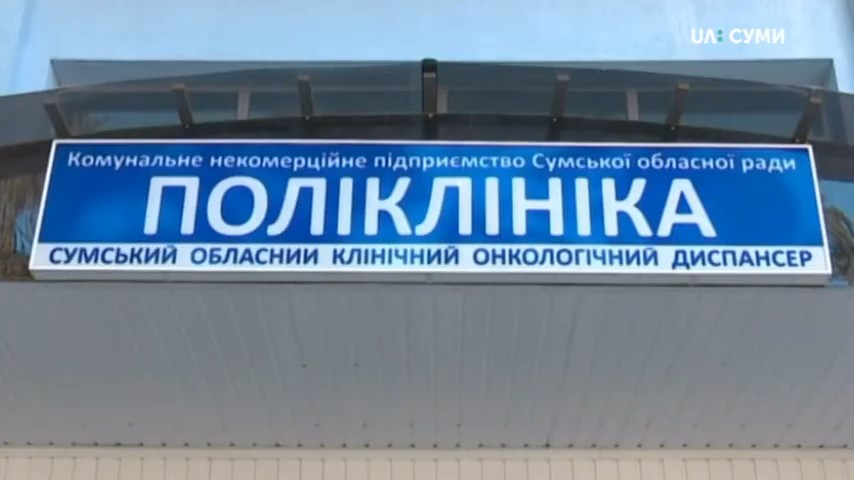 UA: СУМИ
Комунальне некомерційне підприємство Сумської обласної ради
ПОЛІКЛІНІКА
СУМСЬКИЙ ОБЛАСНИЙ КЛІНІЧНИЙ ОНКОЛОГІЧНИЙ ДИСПАНСЕР